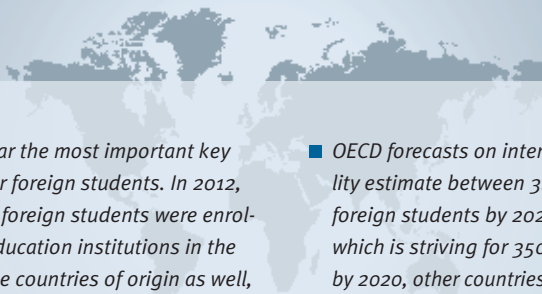 ar the most important key
r foreign students. In 2012,
foreign students were enrol-
ducation institutions in the
e countries of origin as well,
OECD forecasts on inter
lity estimate between 3
foreign students by 202
which is striving for 350
by 2020, other countries